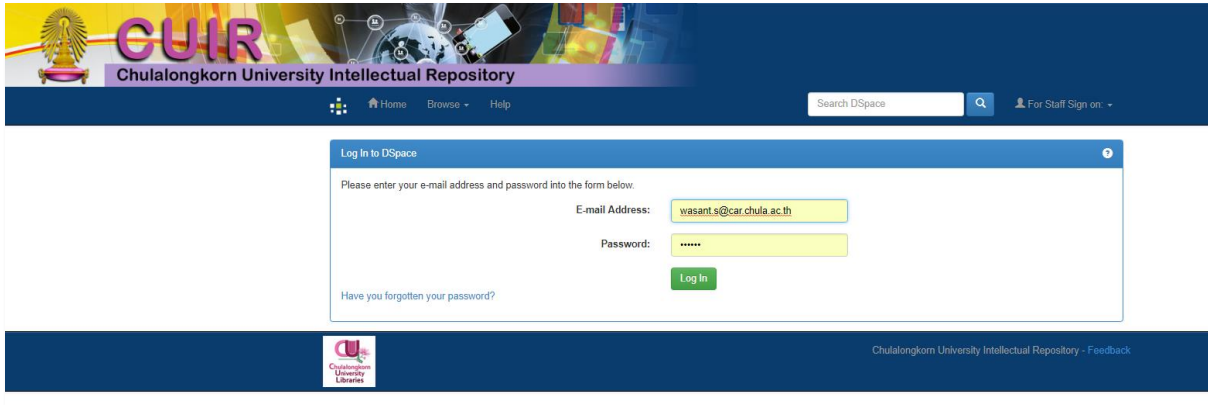 CUIR
Chulalongkorn University Intellectual Repository
Home Browse Help Search DSpace For Staff Sign on:
Log In to DSpace
Please enter your e-mail address and password into the form below.
E-mail Address: wasant.s@car.chula.ac.th
Password: ••••••
Log In
Have you forgotten your password?
CU
Chulalongkorn
University
Libraries
Chulalongkorn University Intellectual Repository - Feedback